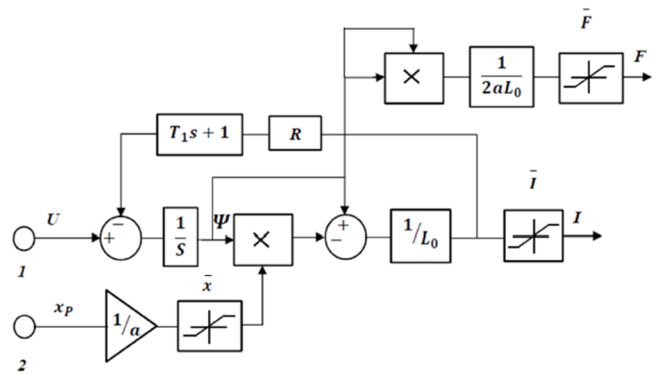 F̄
F
×
1
2aL₀
T₁s + 1
R
Ī
−
+
U
1
S
Ψ
×
+
−
1/L₀
I
1
x̄
x_P
1/a
2